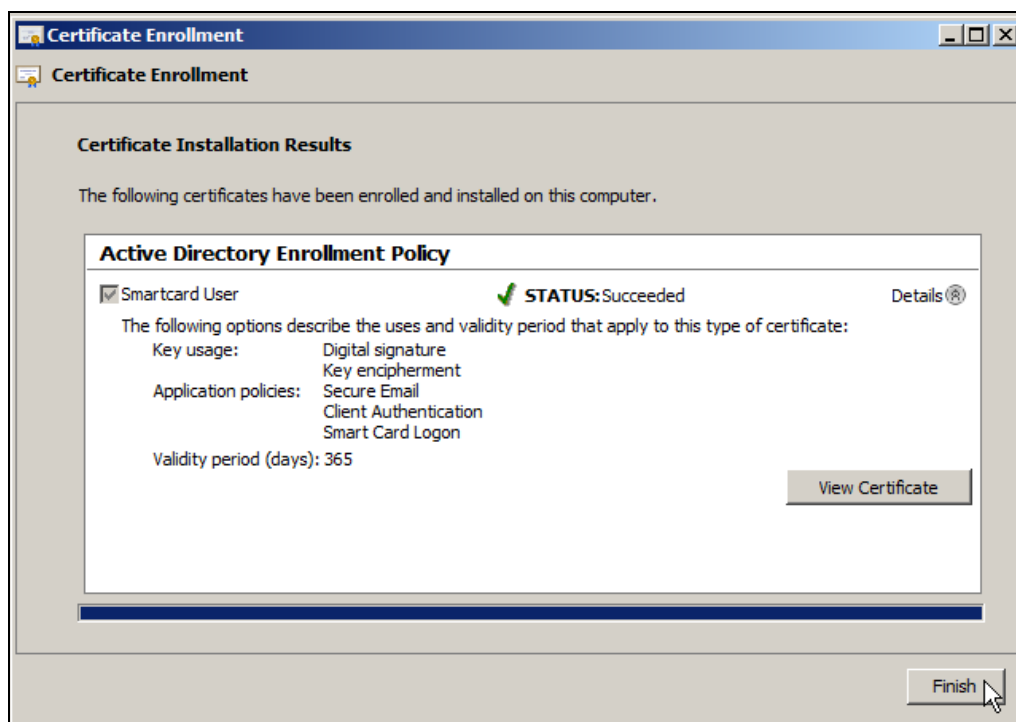 Certificate Enrollment
Certificate Enrollment
Certificate Installation Results
The following certificates have been enrolled and installed on this computer.
Active Directory Enrollment Policy
Smartcard User STATUS: Succeeded Details
The following options describe the uses and validity period that apply to this type of certificate:
Key usage: Digital signature
Key encipherment
Application policies: Secure Email
Client Authentication
Smart Card Logon
Validity period (days): 365
View Certificate
Finish